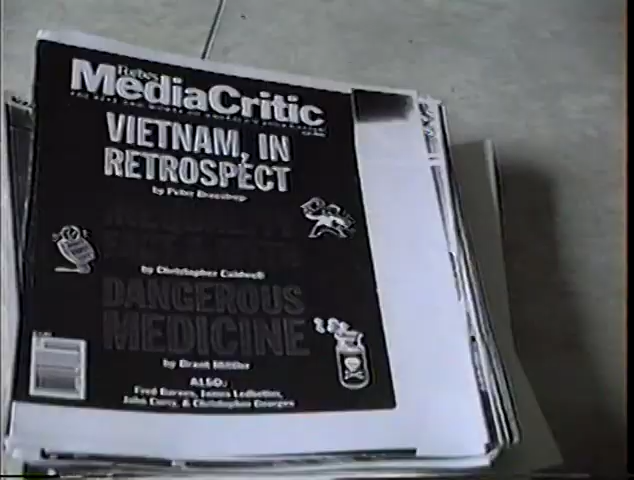 Forbes
MediaCritic
VIETNAM, IN
RETROSPECT
by Peter Braestrup
by Christopher Caldwell
DANGEROUS
MEDICINE
by Brant Mittler
ALSO:
Fred Barnes, James Ledbetter,
John Corry, & Christopher Georges